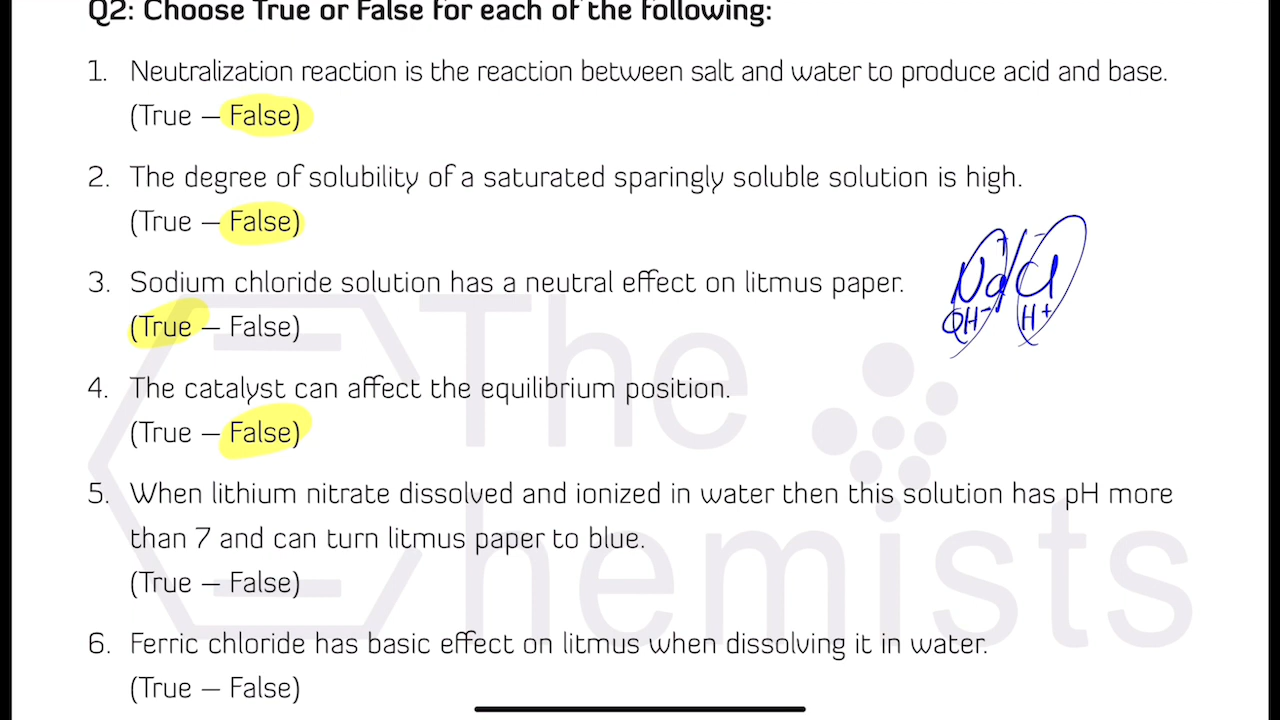 Q2: Choose True or False for each of the following:
1. Neutralization reaction is the reaction between salt and water to produce acid and base.
(True – False)
2. The degree of solubility of a saturated sparingly soluble solution is high.
(True – False)
3. Sodium chloride solution has a neutral effect on litmus paper.
(True – False)
Na+ / Cl-
OH- H+
4. The catalyst can affect the equilibrium position.
(True – False)
5. When lithium nitrate dissolved and ionized in water then this solution has pH more
than 7 and can turn litmus paper to blue.
(True – False)
6. Ferric chloride has basic effect on litmus when dissolving it in water.
(True – False)
The
Chemists